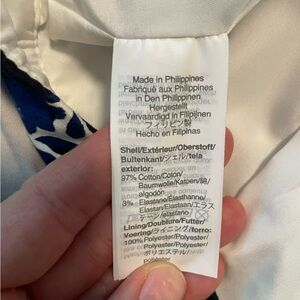 Made in Philippines
Fabriqué aux Philippines
in Den Philippinen
Hergestellt
Vervaardigd in Filipijnen
フィリピン製
Hecho en Filipinas
Shell/Extérieur/Oberstoff/
Buitenkant/シェル/tela
exterior:
97% Cotton/Coton/
Baumwolle/Katoen/綿/
algodón
3% Elastane/Élasthanne/
Elastan/Elastaan/エラス
テーン/elastano
Lining/Doublure/Futter/
Voering/ライニング/forro:
100% Polyester/Polyester/
Polyester/Polyester/
ポリエステル
poliéster